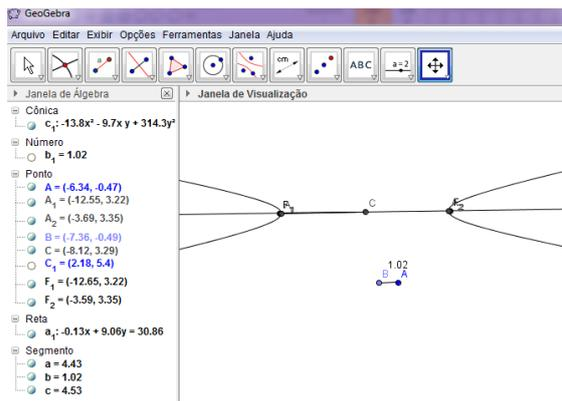 GeoGebra
Arquivo Editar Exibir Opções Ferramentas Janela Ajuda
a
cm
ABC
a=2
Janela de Álgebra
Janela de Visualização
Cônica
c₁: -13.8x² - 9.7x y + 314.3y²
Número
b₁ = 1.02
Ponto
A = (-6.34, -0.47)
A₁ = (-12.55, 3.22)
A₂ = (-3.69, 3.35)
B = (-7.36, -0.49)
C = (-8.12, 3.29)
C₁ = (2.18, 5.4)
F₁ = (-12.65, 3.22)
F₂ = (-3.59, 3.35)
Reta
a₁: -0.13x + 9.06y = 30.86
Segmento
a = 4.43
b = 1.02
c = 4.53
C
1.02
B A